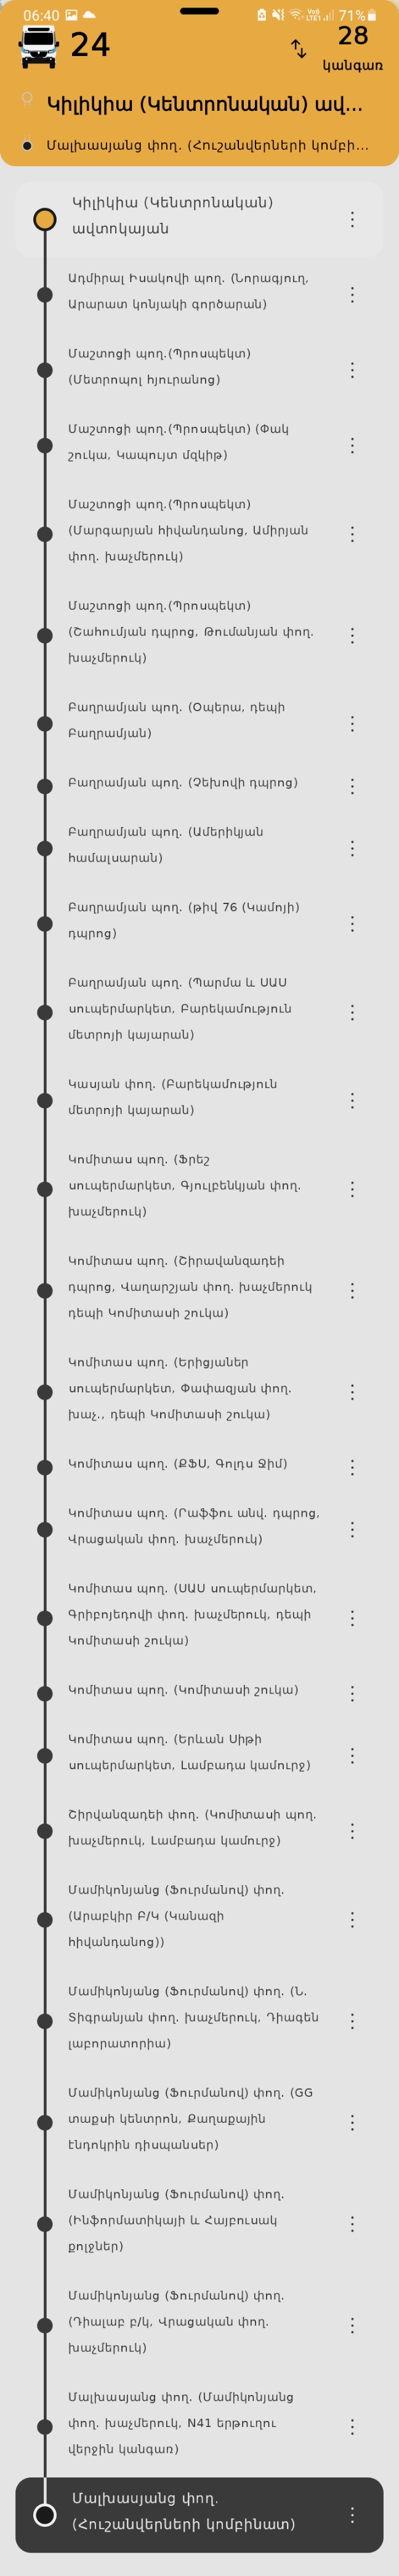 06:40 VoD LTE1 71%
24
28
կանգառ
Կիլիկիա (Կենտրոնական) ավ...
Մալխասյանց փող. (Հուշանվերների կոմբի...
Կիլիկիա (Կենտրոնական)
ավտոկայան
Ադմիրալ Իսակովի պող. (Նորագյուղ,
Արարատ կոնյակի գործարան)
Մաշտոցի պող.(Պրոսպեկտ)
(Մետրոպոլ հյուրանոց)
Մաշտոցի պող.(Պրոսպեկտ) (Փակ
շուկա, Կապույտ մզկիթ)
Մաշտոցի պող.(Պրոսպեկտ)
(Մարգարյան հիվանդանոց, Ամիրյան
փող. խաչմերուկ)
Մաշտոցի պող.(Պրոսպեկտ)
(Շահումյան դպրոց, Թումանյան փող.
խաչմերուկ)
Բաղրամյան պող. (Օպերա, դեպի
Բաղրամյան)
Բաղրամյան պող. (Չեխովի դպրոց)
Բաղրամյան պող. (Ամերիկյան
համալսարան)
Բաղրամյան պող. (թիվ 76 (Կամոյի)
դպրոց)
Բաղրամյան պող. (Պարմա և ՍԱՍ
սուպերմարկետ, Բարեկամություն
մետրոյի կայարան)
Կասյան փող. (Բարեկամություն
մետրոյի կայարան)
Կոմիտաս պող. (Ֆրեշ
սուպերմարկետ, Գյուլբենկյան փող.
խաչմերուկ)
Կոմիտաս պող. (Շիրավանզադեի
դպրոց, Վաղարշյան փող. խաչմերուկ
դեպի Կոմիտասի շուկա)
Կոմիտաս պող. (Երիցյաներ
սուպերմարկետ, Փափազյան փող.
խաչ., դեպի Կոմիտասի շուկա)
Կոմիտաս պող. (ՔՖՍ, Գոլդս Ջիմ)
Կոմիտաս պող. (Րաֆֆու անվ. դպրոց,
Վրացական փող. խաչմերուկ)
Կոմիտաս պող. (ՍԱՍ սուպերմարկետ,
Գրիբոյեդովի փող. խաչմերուկ, դեպի
Կոմիտասի շուկա)
Կոմիտաս պող. (Կոմիտասի շուկա)
Կոմիտաս պող. (Երևան Սիթի
սուպերմարկետ, Լամբադա կամուրջ)
Շիրվանզադեի փող. (Կոմիտասի պող.
խաչմերուկ, Լամբադա կամուրջ)
Մամիկոնյանց (Ֆուրմանով) փող.
(Արաբկիր Բ/Կ (Կանազի
հիվանդանոց))
Մամիկոնյանց (Ֆուրմանով) փող. (Ն.
Տիգրանյան փող. խաչմերուկ, Դիագեն
լաբորատորիա)
Մամիկոնյանց (Ֆուրմանով) փող. (GG
տաքսի կենտրոն, Քաղաքային
էնդոկրին դիսպանսեր)
Մամիկոնյանց (Ֆուրմանով) փող.
(Ինֆորմատիկայի և Հայբուսակ
քոլջներ)
Մամիկոնյանց (Ֆուրմանով) փող.
(Դիալաբ բ/կ, Վրացական փող.
խաչմերուկ)
Մալխասյանց փող. (Մամիկոնյանց
փող. խաչմերուկ, N41 երթուղու
վերջին կանգառ)
Մալխասյանց փող.
(Հուշանվերների կոմբինատ)